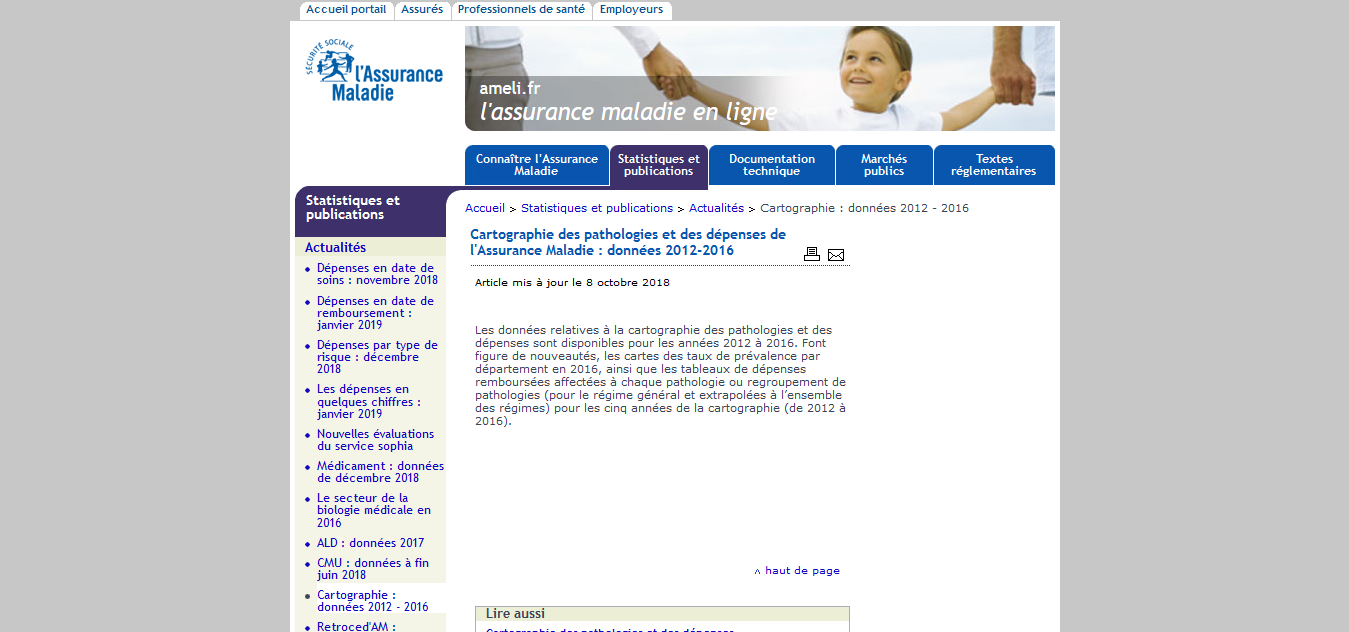 Accueil portail
Assurés
Professionnels de santé
Employeurs
SÉCURITÉ SOCIALE
l'Assurance
Maladie
ameli.fr
l'assurance maladie en ligne
Connaître l'Assurance
Maladie
Statistiques et
publications
Documentation
technique
Marchés
publics
Textes
réglementaires
Statistiques et
publications
Actualités
Dépenses en date de
soins : novembre 2018
Dépenses en date de
remboursement :
janvier 2019
Dépenses par type de
risque : décembre
2018
Les dépenses en
quelques chiffres :
janvier 2019
Nouvelles évaluations
du service sophia
Médicament : données
de décembre 2018
Le secteur de la
biologie médicale en
2016
ALD : données 2017
CMU : données à fin
juin 2018
Cartographie :
données 2012 - 2016
Retroced'AM :
Accueil > Statistiques et publications > Actualités > Cartographie : données 2012 - 2016
Cartographie des pathologies et des dépenses de
l'Assurance Maladie : données 2012-2016
Article mis à jour le 8 octobre 2018
Les données relatives à la cartographie des pathologies et des
dépenses sont disponibles pour les années 2012 à 2016. Font
figure de nouveautés, les cartes des taux de prévalence par
département en 2016, ainsi que les tableaux de dépenses
remboursées affectées à chaque pathologie ou regroupement de
pathologies (pour le régime général et extrapolées à l'ensemble
des régimes) pour les cinq années de la cartographie (de 2012 à
2016).
^ haut de page
Lire aussi
Cartographie des pathologies et des dépenses